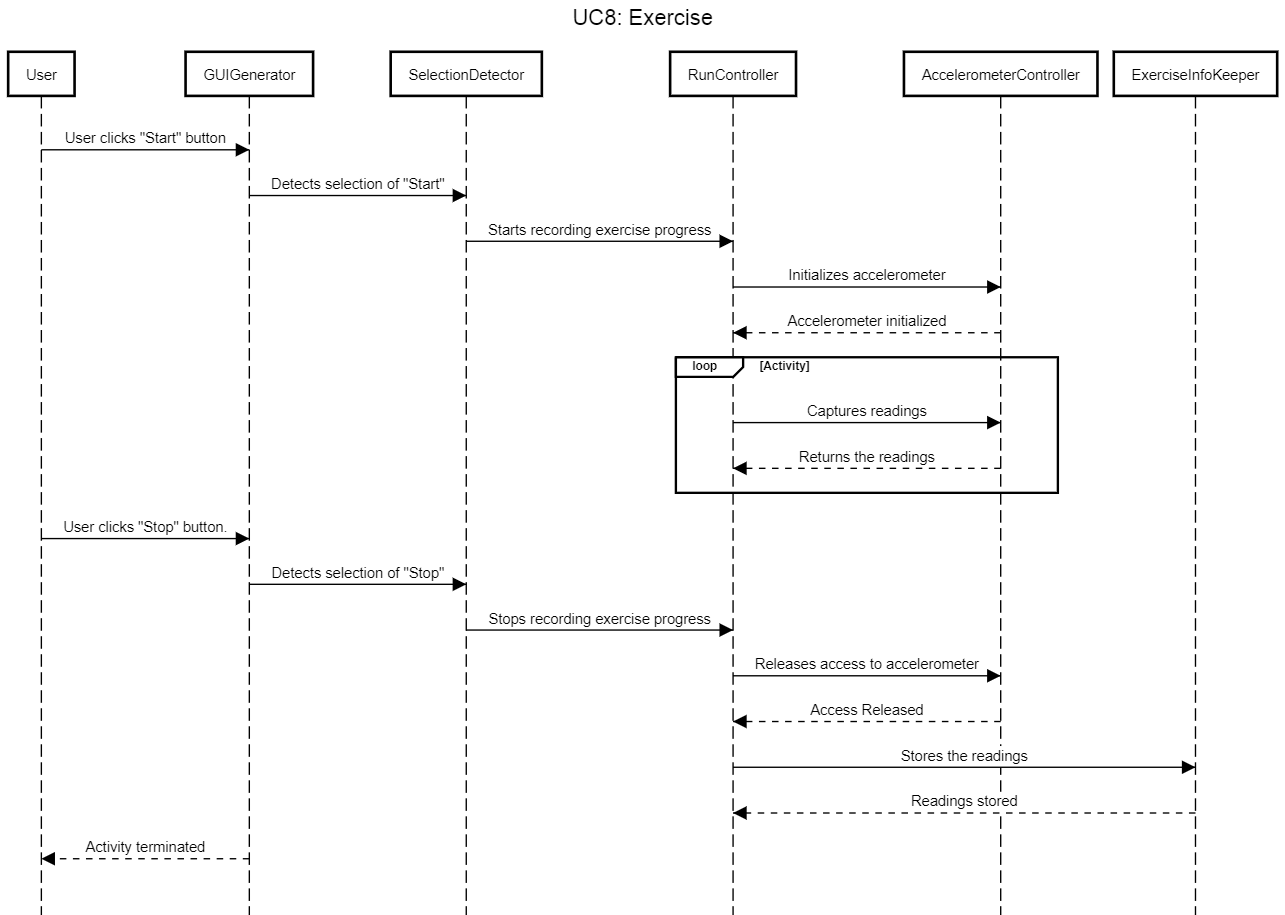 UC8: Exercise
User
GUIGenerator
SelectionDetector
RunController
AccelerometerController
ExerciseInfoKeeper
User clicks "Start" button
Detects selection of "Start"
Starts recording exercise progress
Initializes accelerometer
Accelerometer initialized
loop
[Activity]
Captures readings
Returns the readings
User clicks "Stop" button.
Detects selection of "Stop"
Stops recording exercise progress
Releases access to accelerometer
Access Released
Stores the readings
Readings stored
Activity terminated